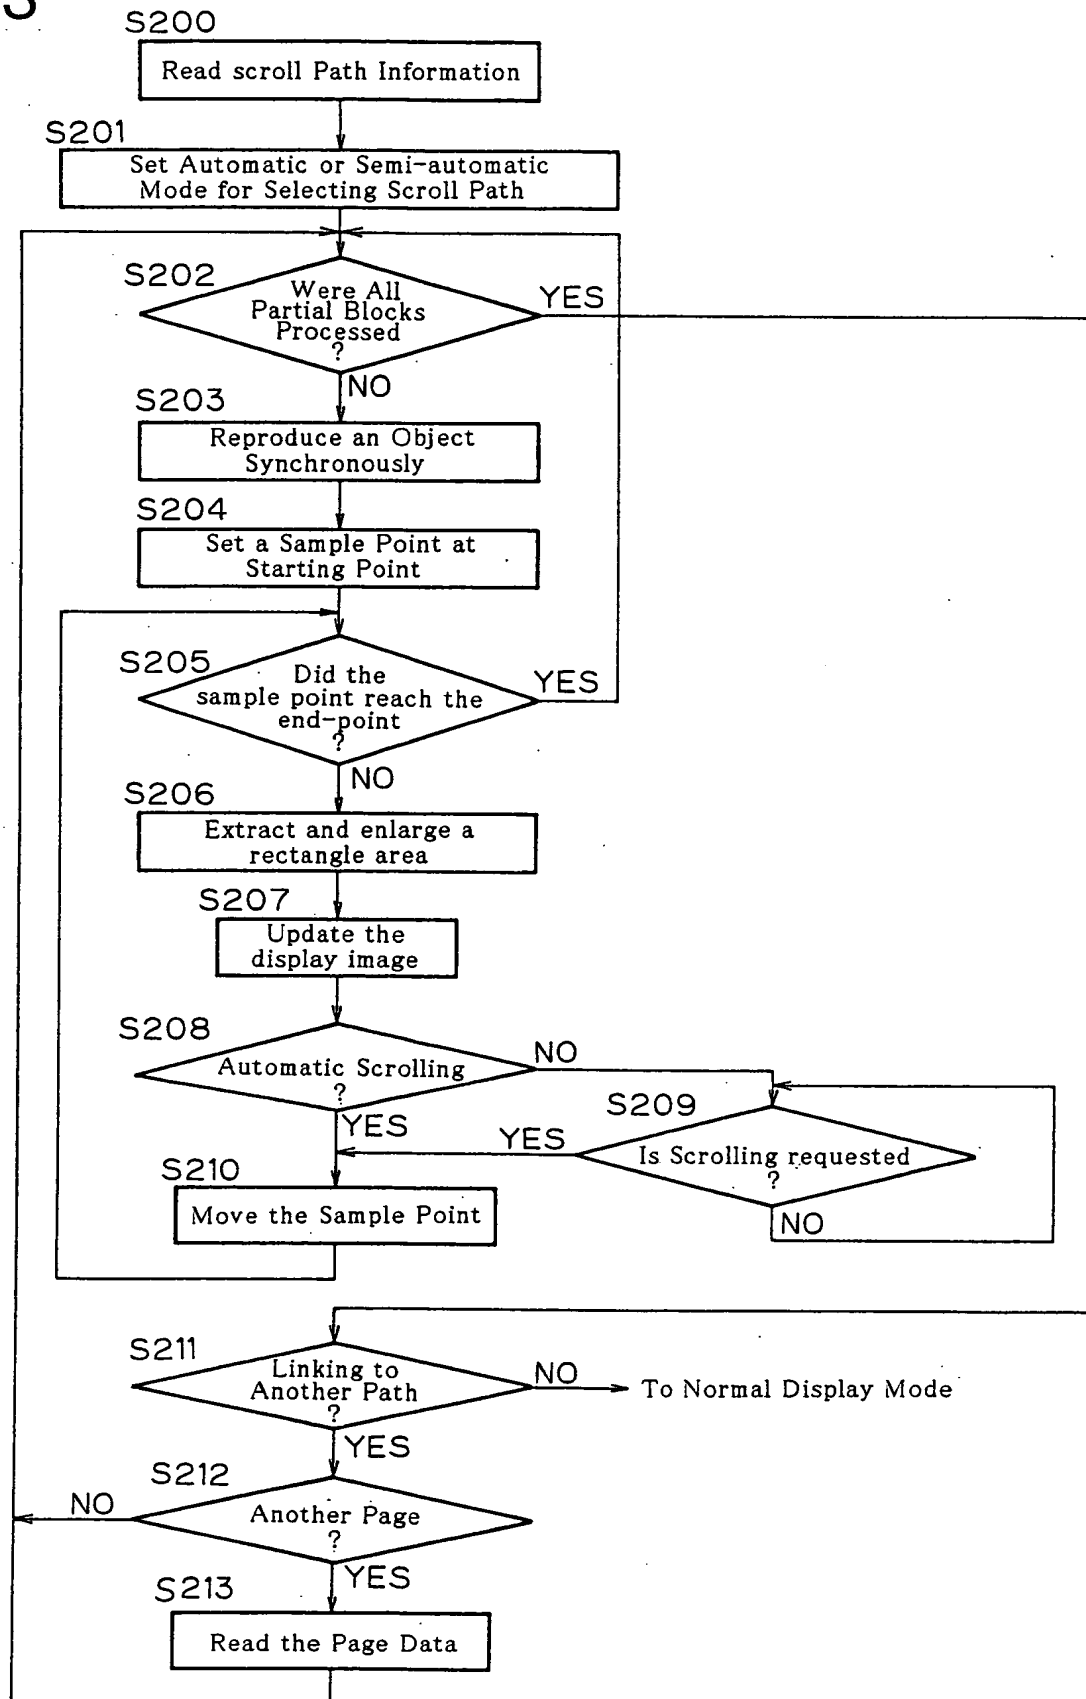 S200
Read scroll Path Information
S201
Set Automatic or Semi-automatic
Mode for Selecting Scroll Path
S202
Were All
Partial Blocks
Processed
?
YES
NO
S203
Reproduce an Object
Synchronously
S204
Set a Sample Point at
Starting Point
S205
Did the
sample point reach the
end-point
?
YES
NO
S206
Extract and enlarge a
rectangle area
S207
Update the
display image
S208
Automatic Scrolling
?
NO
YES
S209
Is Scrolling requested
?
YES
NO
S210
Move the Sample Point
S211
Linking to
Another Path
?
NO
To Normal Display Mode
YES
S212
Another Page
?
NO
YES
S213
Read the Page Data